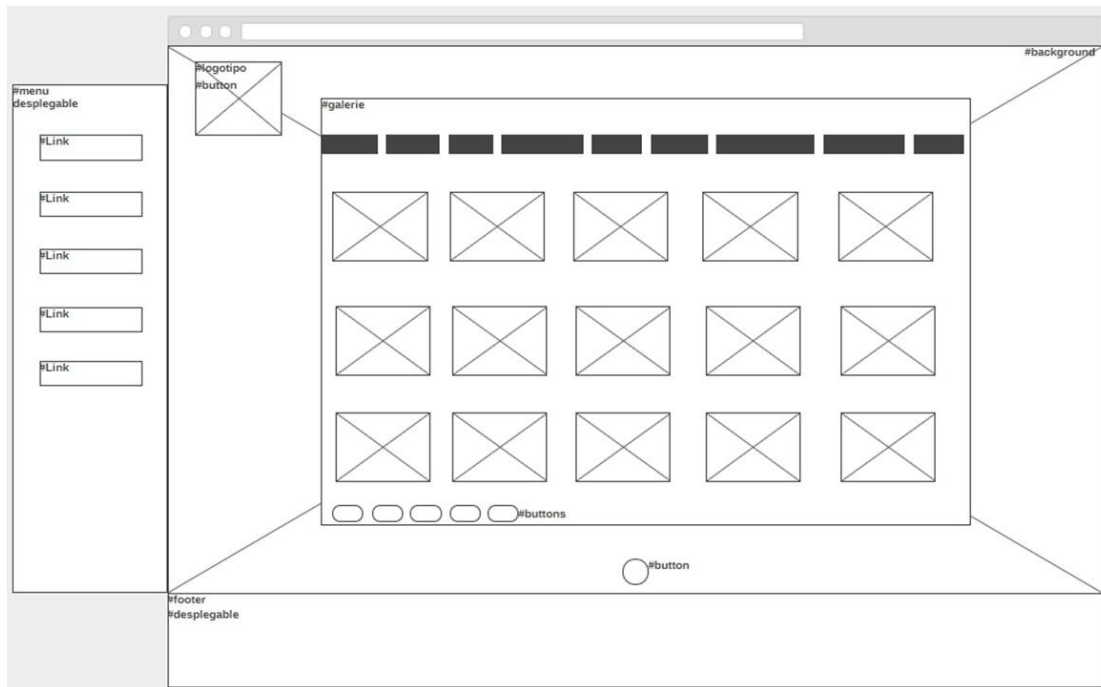 #background
#logotipo
#button
#menu
desplegable
#galerie
#Link
#Link
#Link
#Link
#Link
#buttons
#button
#footer
#desplegable